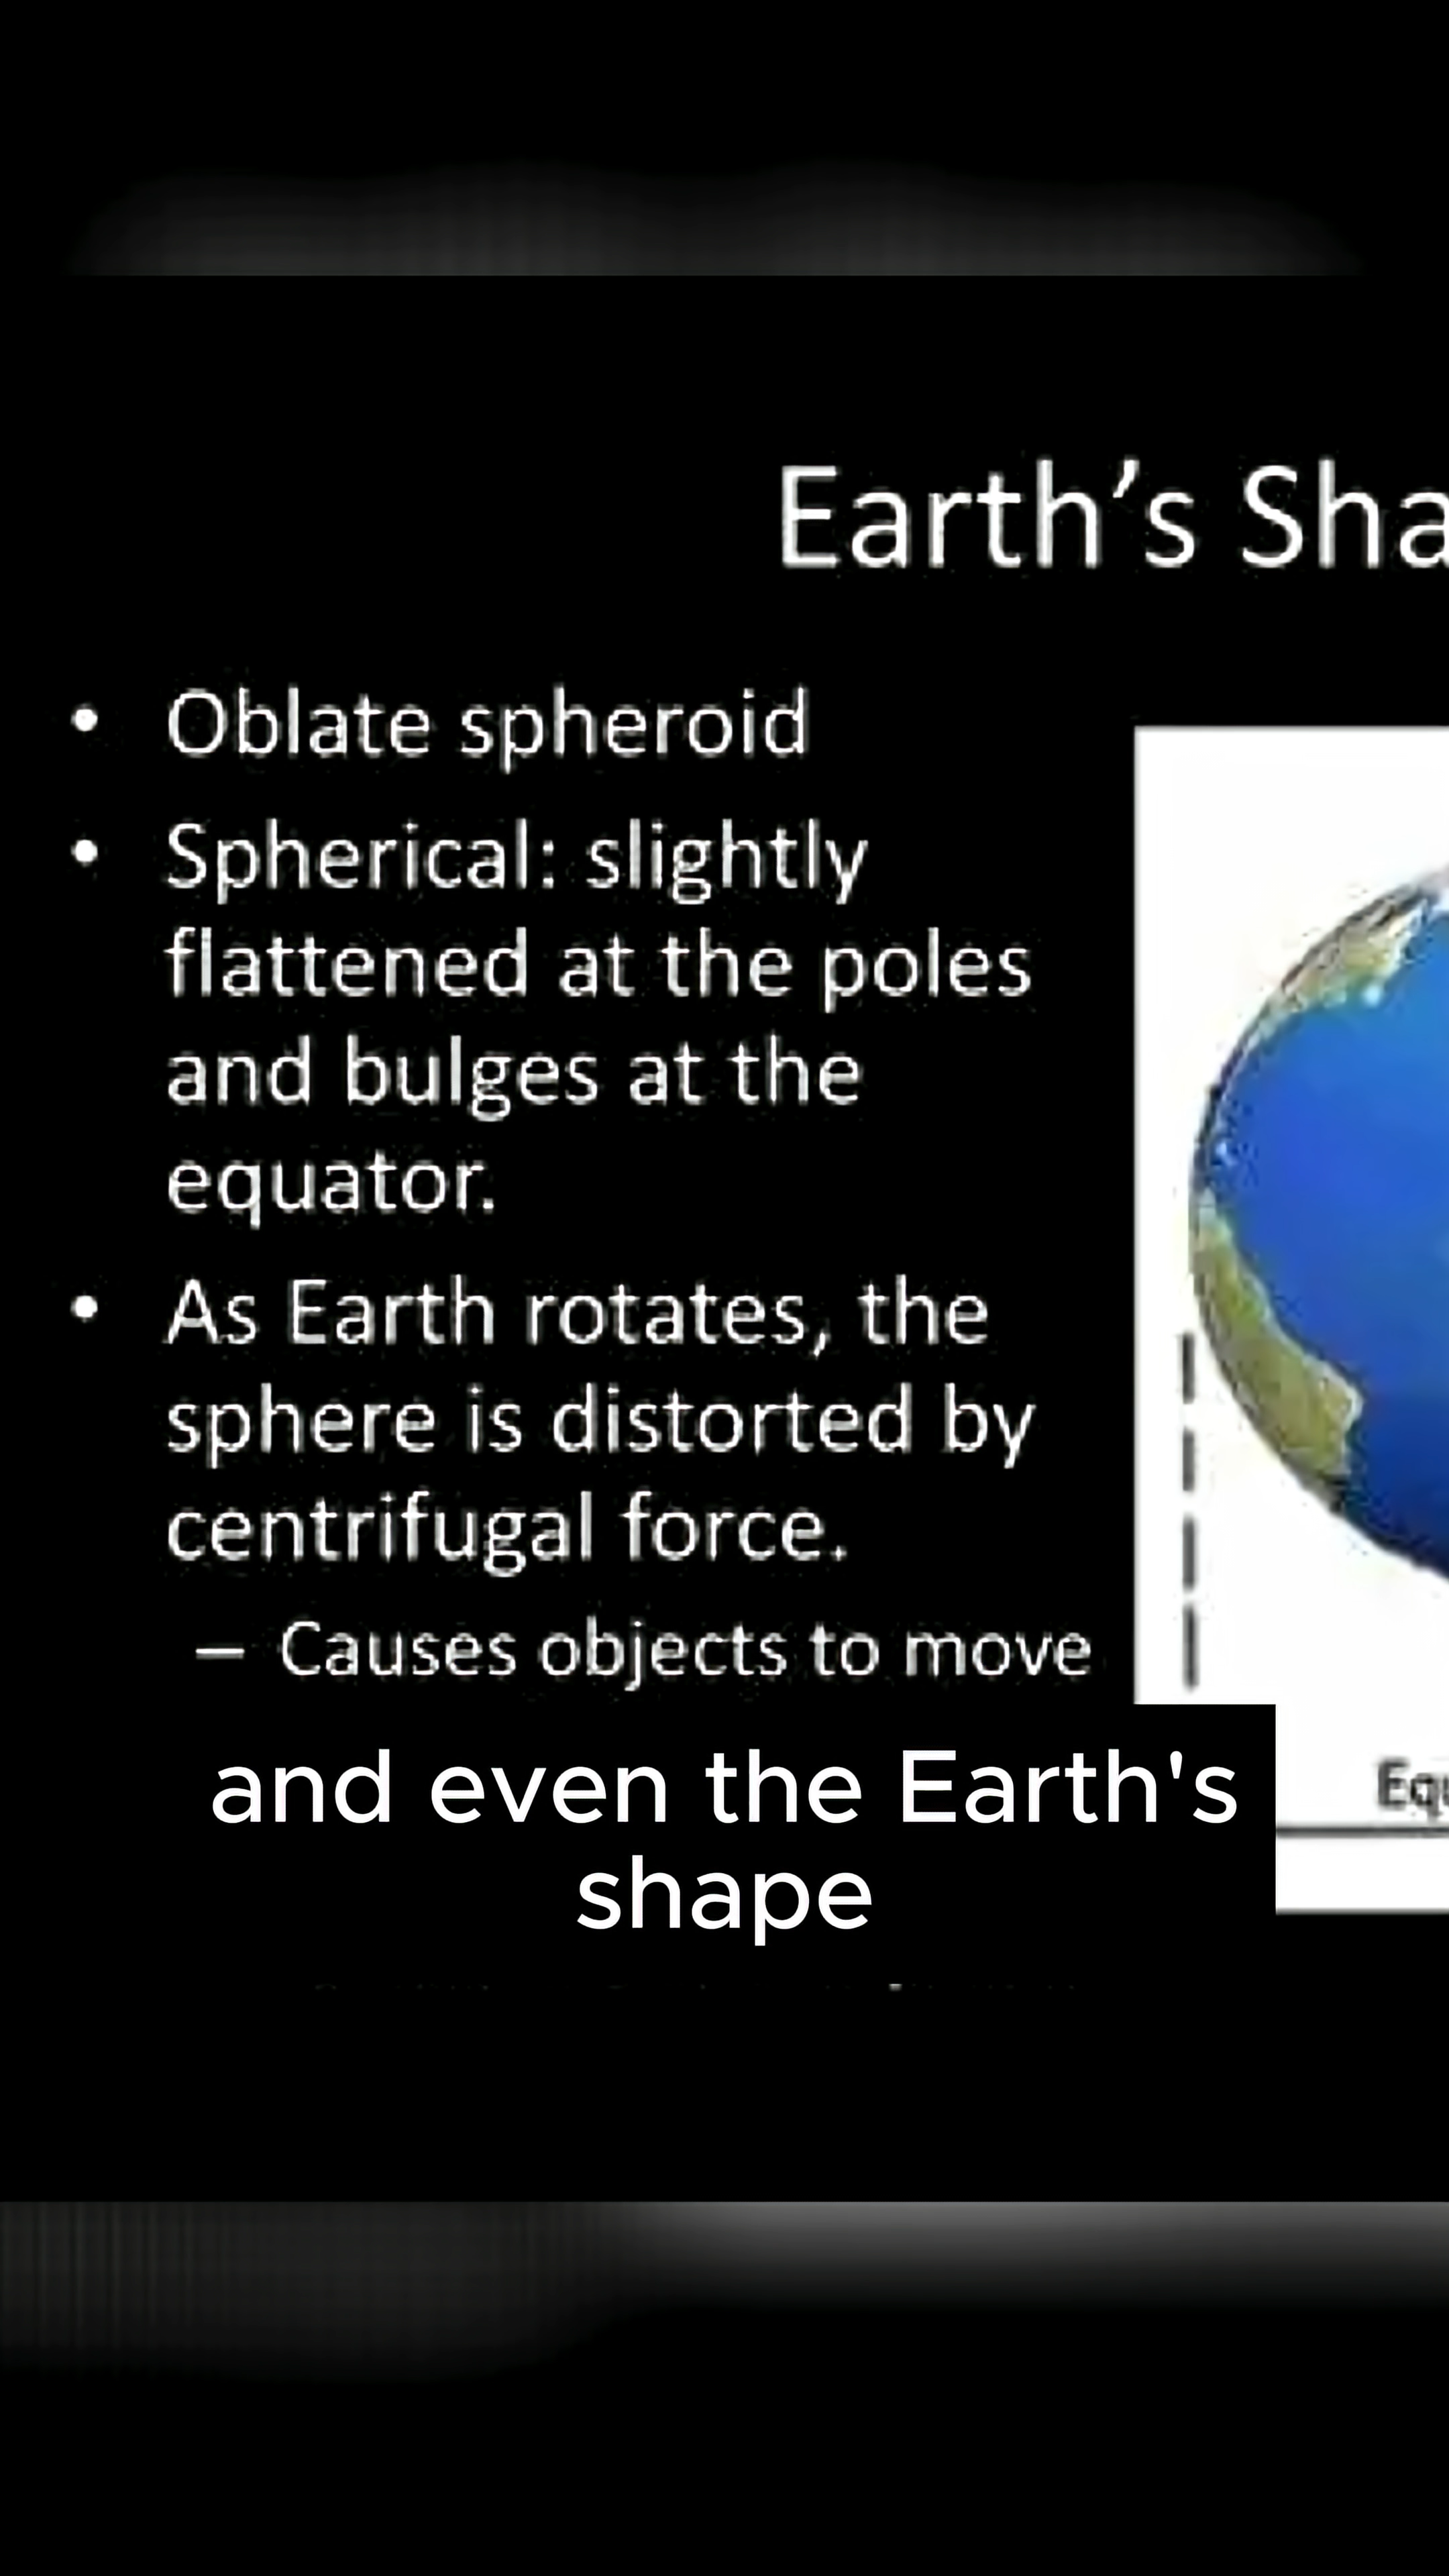 Earth's Sha
• Oblate spheroid
• Spherical: slightly
flattened at the poles
and bulges at the
equator.
• As Earth rotates, the
sphere is distorted by
centrifugal force.
– Causes objects to move
Equ
and even the Earth's
shape